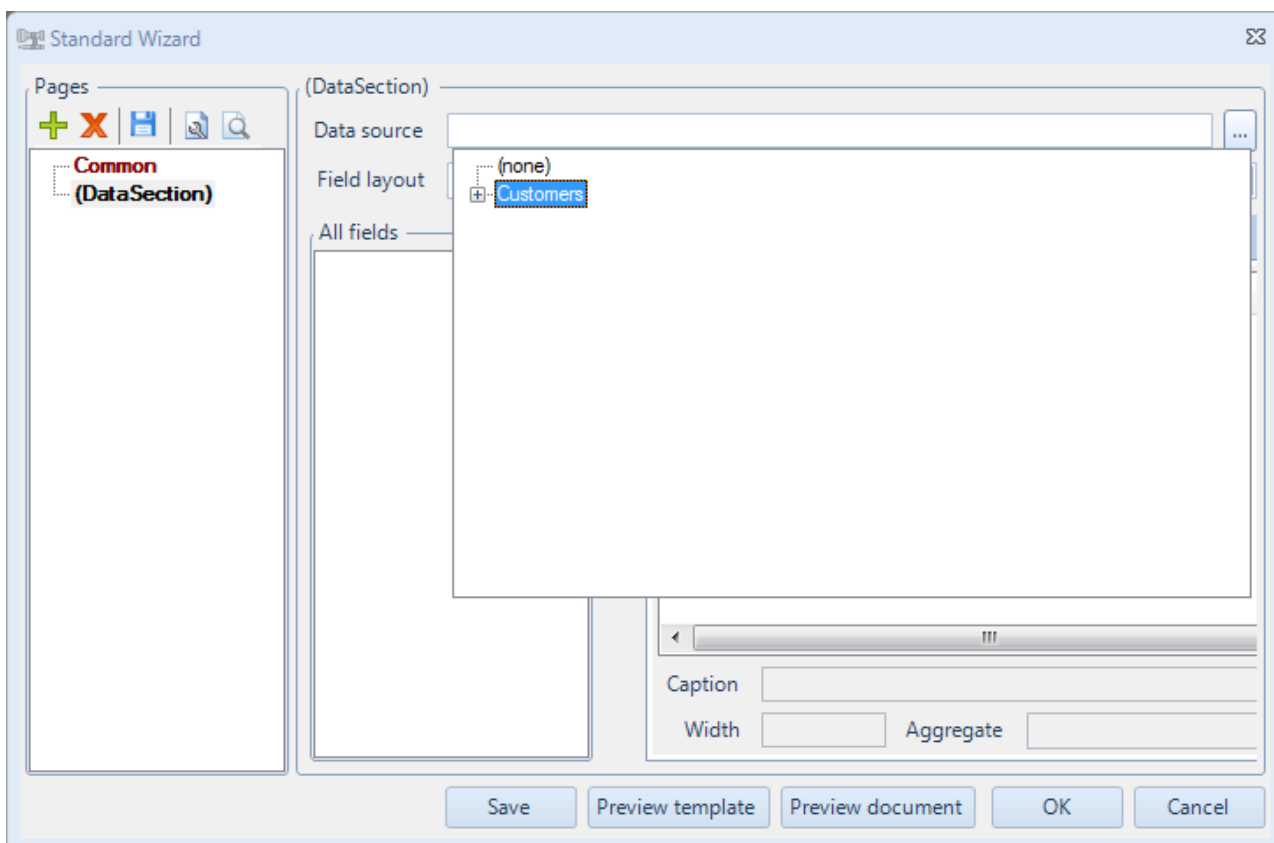 Standard Wizard
Pages
Common
(DataSection)
(DataSection)
Data source
...
(none)
Customers
Field layout
All fields
Caption
Width
Aggregate
Save
Preview template
Preview document
OK
Cancel